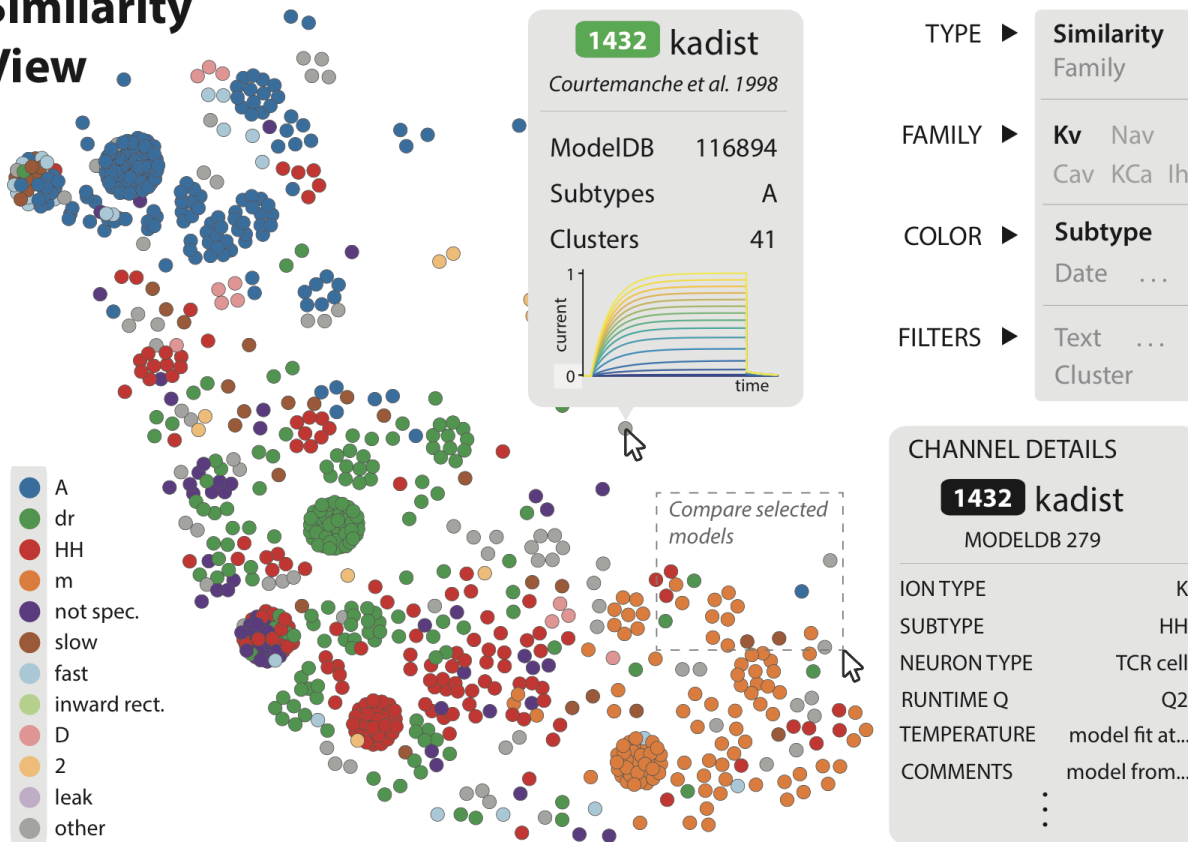 Similarity
View
1432 kadist
Courtemanche et al. 1998
ModelDB 116894
Subtypes A
Clusters 41
1
current
0
time
TYPE ▶ Similarity
Family
FAMILY ▶ Kv Nav
Cav KCa Ih
COLOR ▶ Subtype
Date ...
FILTERS ▶ Text ...
Cluster
A
dr
HH
m
not spec.
slow
fast
inward rect.
D
2
leak
other
Compare selected
models
CHANNEL DETAILS
1432 kadist
MODELDB 279
ION TYPE K
SUBTYPE HH
NEURON TYPE TCR cell
RUNTIME Q Q2
TEMPERATURE model fit at...
COMMENTS model from...